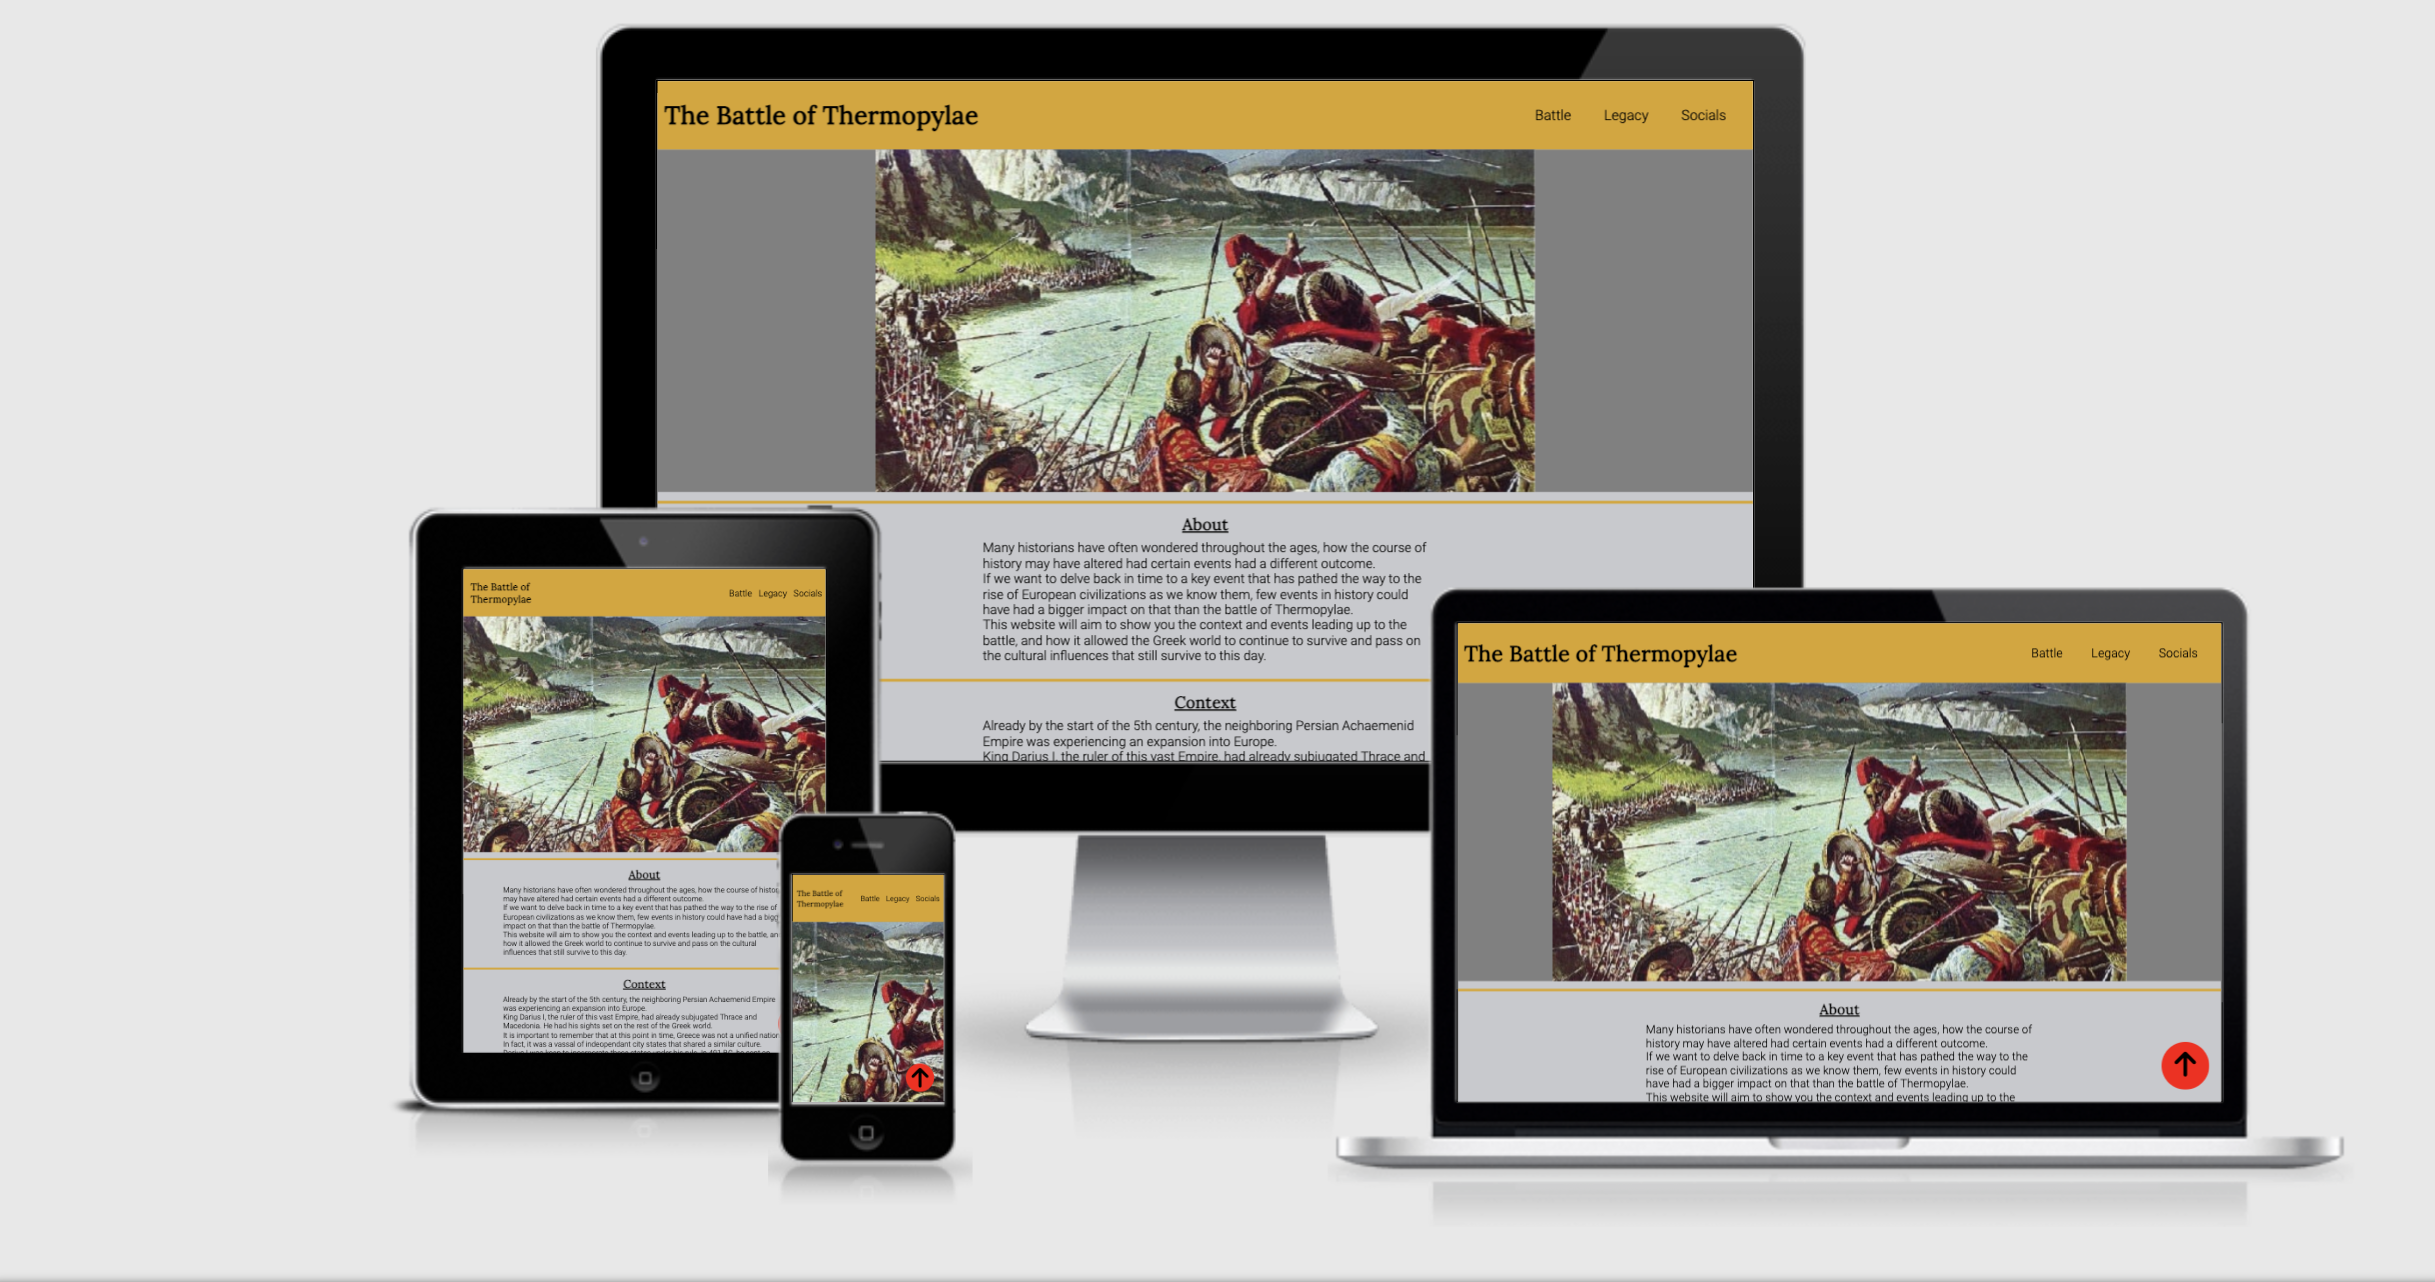 The Battle of Thermopylae
Battle Legacy Socials
About
Many historians have often wondered throughout the ages, how the course of
history may have altered had certain events had a different outcome.
If we want to delve back in time to a key event that has pathed the way to the
rise of European civilizations as we know them, few events in history could
have had a bigger impact on that than the battle of Thermopylae.
This website will aim to show you the context and events leading up to the
battle, and how it allowed the Greek world to continue to survive and pass on
the cultural influences that still survive to this day.
Context
Already by the start of the 5th century, the neighboring Persian Achaemenid
Empire was experiencing an expansion into Europe.
King Darius I, the ruler of this vast Empire, had already subjugated Thrace and
The Battle of
Thermopylae
Battle Legacy Socials
About
Many historians have often wondered throughout the ages, how the course of
may have altered had certain events had a different outcome.
If we want to delve back in time to a key event that has pathed the way to the rise of
European civilizations as we know them, few events in history could have had a
impact on that than the battle of Thermopylae.
This website will aim to show you the context and events leading up to the battle,
how it allowed the Greek world to continue to survive and pass on the cultural
influences that still survive to this day.
Context
Already by the start of the 5th century, the neighboring Persian Achaemenid Empire
was experiencing an expansion into Europe.
King Darius I, the ruler of this vast Empire, had already subjugated Thrace and
Macedonia. He had his sights set on the rest of the Greek world.
It is important to remember that at this point in time, Greece was not a unified
In fact, it was a vassal of indeopendant city states that shared a similar culture.
The Battle of
Thermopylae
Battle Legacy Socials
The Battle of Thermopylae
Battle Legacy Socials
About
Many historians have often wondered throughout the ages, how the course of
history may have altered had certain events had a different outcome.
If we want to delve back in time to a key event that has pathed the way to the
rise of European civilizations as we know them, few events in history could
have had a bigger impact on that than the battle of Thermopylae.
This website will aim to show you the context and events leading up to the